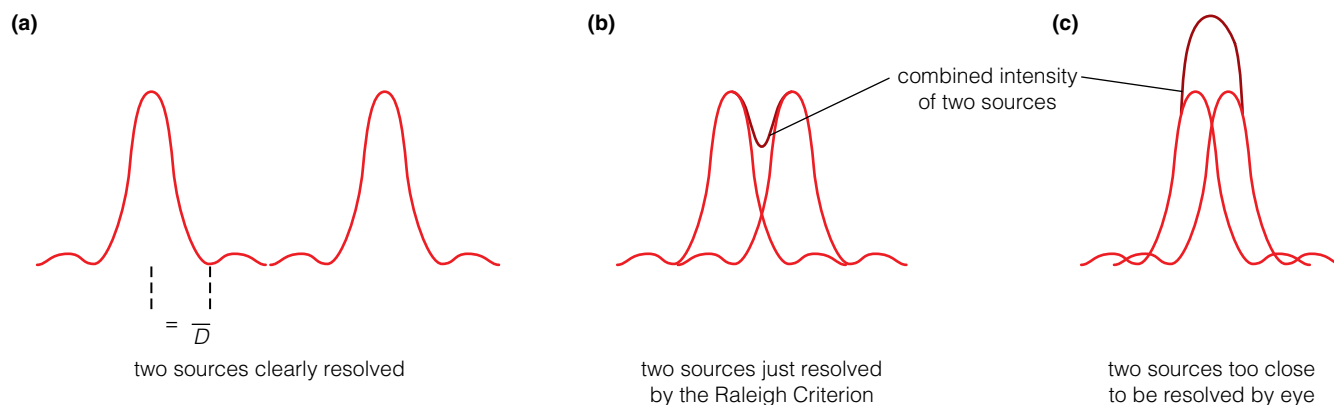 (a)
(b)
(c)
combined intensity
of two sources
= D
two sources clearly resolved
two sources just resolved
by the Raleigh Criterion
two sources too close
to be resolved by eye